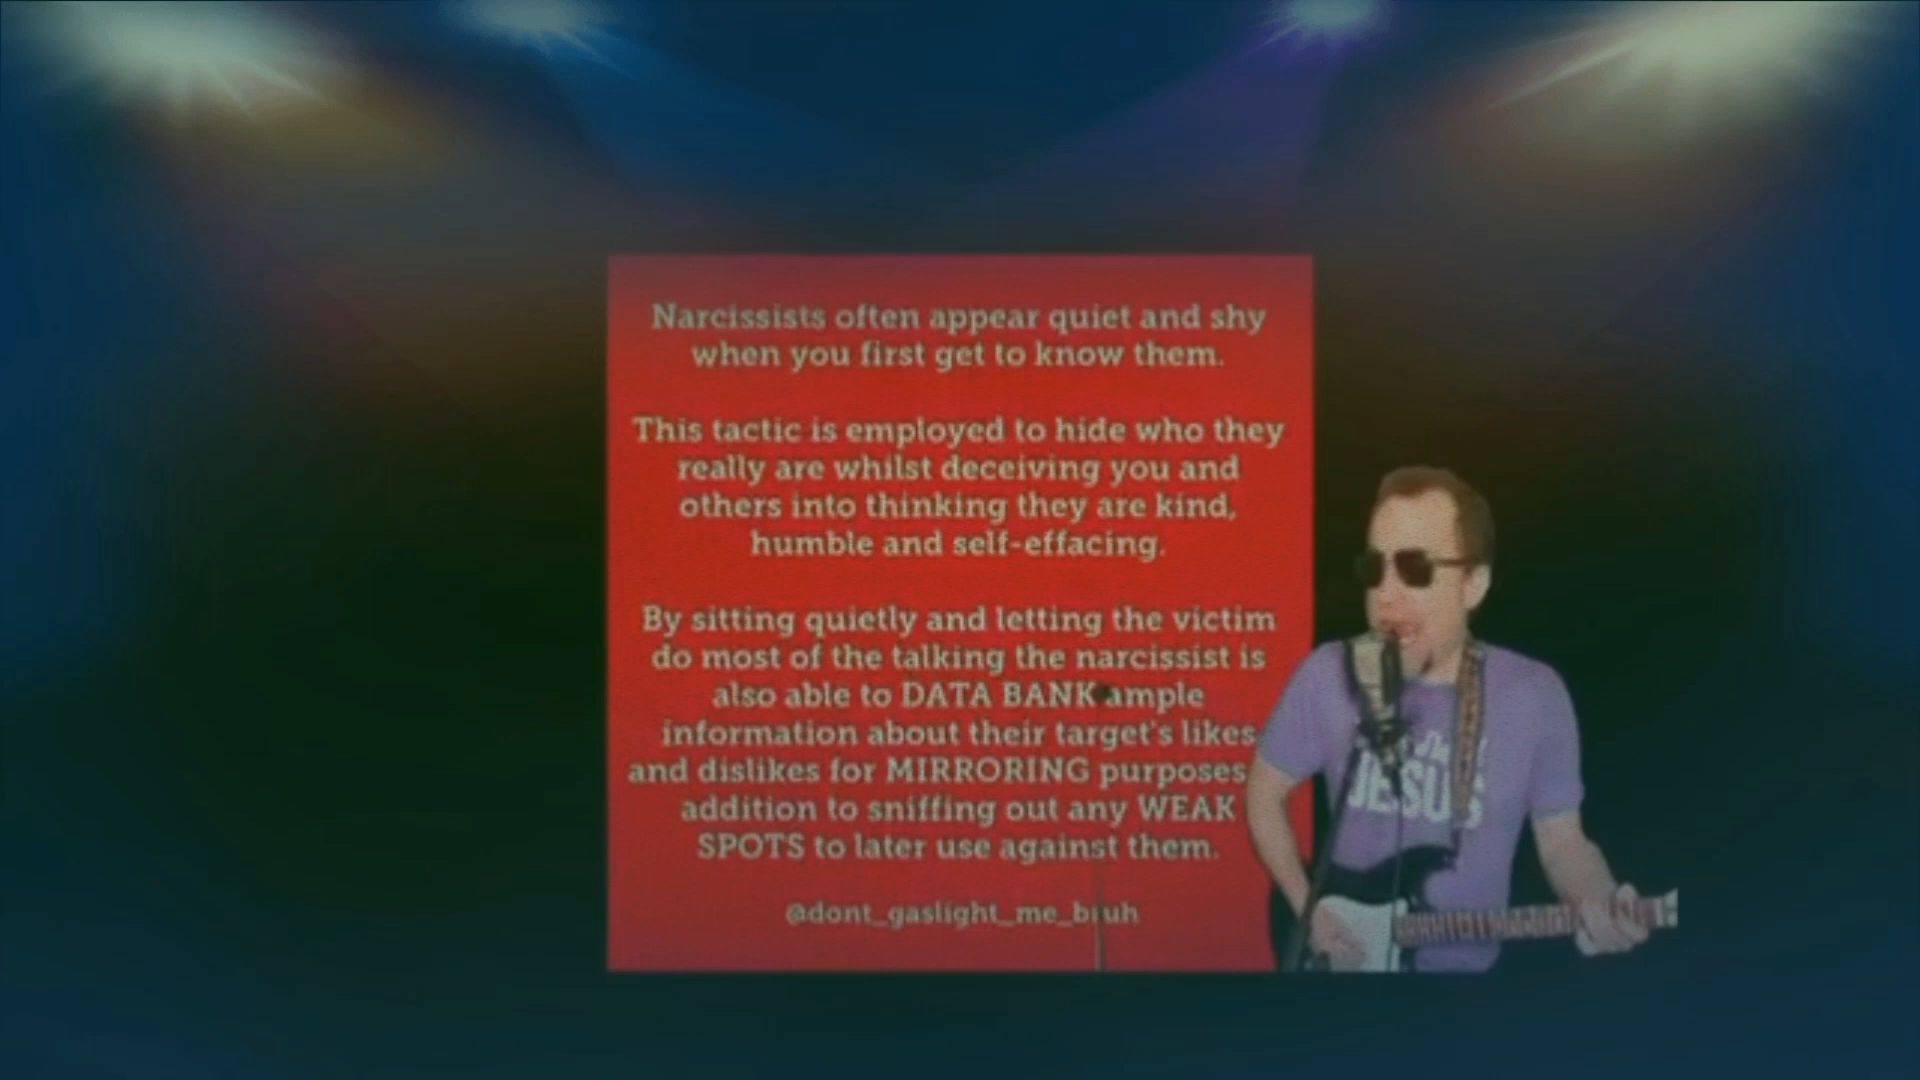 Narcissists often appear quiet and shy
when you first get to know them.
This tactic is employed to hide who they
really are whilst deceiving you and
others into thinking they are kind,
humble and self-effacing.
By sitting quietly and letting the victim
do most of the talking the narcissist is
also able to DATA BANK ample
information about their target's likes
and dislikes for MIRRORING purposes
addition to sniffing out any WEAK
SPOTS to later use against them.
@dont_gaslight_me_bruh
JESUS